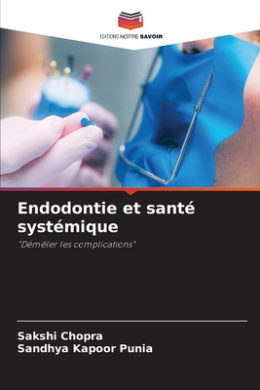 EDITIONS NOTRE SAVOIR
Endodontie et santé
systémique
"Démêler les complications"
Sakshi Chopra
Sandhya Kapoor Punia